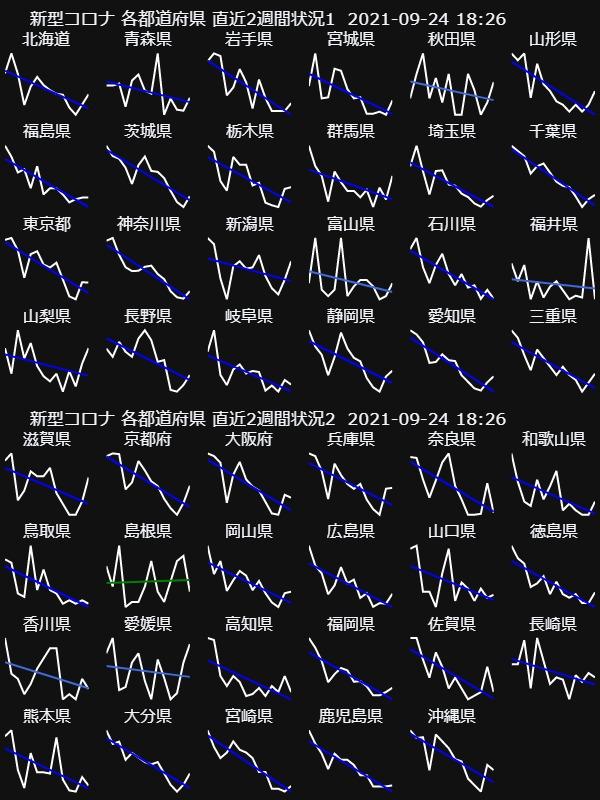 新型コロナ 各都道府県 直近2週間状況1 2021-09-24 18:26
北海道 青森県 岩手県 宮城県 秋田県 山形県
福島県 茨城県 栃木県 群馬県 埼玉県 千葉県
東京都 神奈川県 新潟県 富山県 石川県 福井県
山梨県 長野県 岐阜県 静岡県 愛知県 三重県
新型コロナ 各都道府県 直近2週間状況2 2021-09-24 18:26
滋賀県 京都府 大阪府 兵庫県 奈良県 和歌山県
鳥取県 島根県 岡山県 広島県 山口県 徳島県
香川県 愛媛県 高知県 福岡県 佐賀県 長崎県
熊本県 大分県 宮崎県 鹿児島県 沖縄県